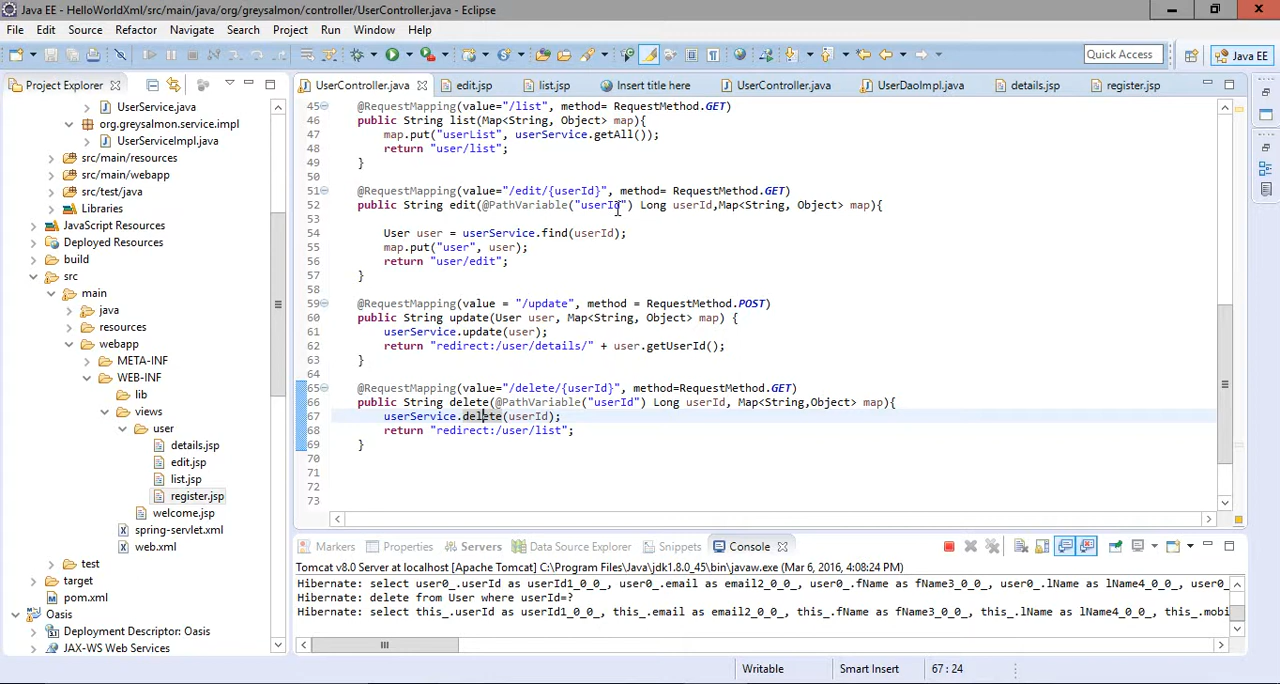 Java EE - HelloWorldXml/src/main/java/org/greysalmon/controller/UserController.java - Eclipse
File Edit Source Refactor Navigate Search Project Run Window Help
Quick Access Java EE
Project Explorer
UserController.java edit.jsp list.jsp Insert title here UserController.java UserDaoImpl.java details.jsp register.jsp
UserService.java
org.greysalmon.service.impl
UserServiceImpl.java
src/main/resources
src/main/webapp
src/test/java
Libraries
JavaScript Resources
Deployed Resources
build
src
main
java
resources
webapp
META-INF
WEB-INF
lib
views
user
details.jsp
edit.jsp
list.jsp
register.jsp
welcome.jsp
spring-servlet.xml
web.xml
test
target
pom.xml
Oasis
Deployment Descriptor: Oasis
JAX-WS Web Services
45 @RequestMapping(value="/list", method= RequestMethod.GET)
46 public String list(Map<String, Object> map){
47 map.put("userList", userService.getAll());
48 return "user/list";
49 }
50
51 @RequestMapping(value="/edit/{userId}", method= RequestMethod.GET)
52 public String edit(@PathVariable("userId") Long userId,Map<String, Object> map){
53
54 User user = userService.find(userId);
55 map.put("user", user);
56 return "user/edit";
57 }
58
59 @RequestMapping(value = "/update", method = RequestMethod.POST)
60 public String update(User user, Map<String, Object> map) {
61 userService.update(user);
62 return "redirect:/user/details/" + user.getUserId();
63 }
64
65 @RequestMapping(value="/delete/{userId}", method=RequestMethod.GET)
66 public String delete(@PathVariable("userId") Long userId, Map<String,Object> map){
67 userService.delete(userId);
68 return "redirect:/user/list";
69 }
70
71
72
73
Markers Properties Servers Data Source Explorer Snippets Console
Tomcat v8.0 Server at localhost [Apache Tomcat] C:\Program Files\Java\jdk1.8.0_45\bin\javaw.exe (Mar 6, 2016, 4:08:24 PM)
Hibernate: select user0_.userId as userId1_0_0_, user0_.email as email2_0_0_, user0_.fName as fName3_0_0_, user0_.lName as lName4_0_0_, user0_
Hibernate: delete from User where userId=?
Hibernate: select this_.userId as userId1_0_0_, this_.email as email2_0_0_, this_.fName as fName3_0_0_, this_.lName as lName4_0_0_, this_.mobi
Writable Smart Insert 67 : 24